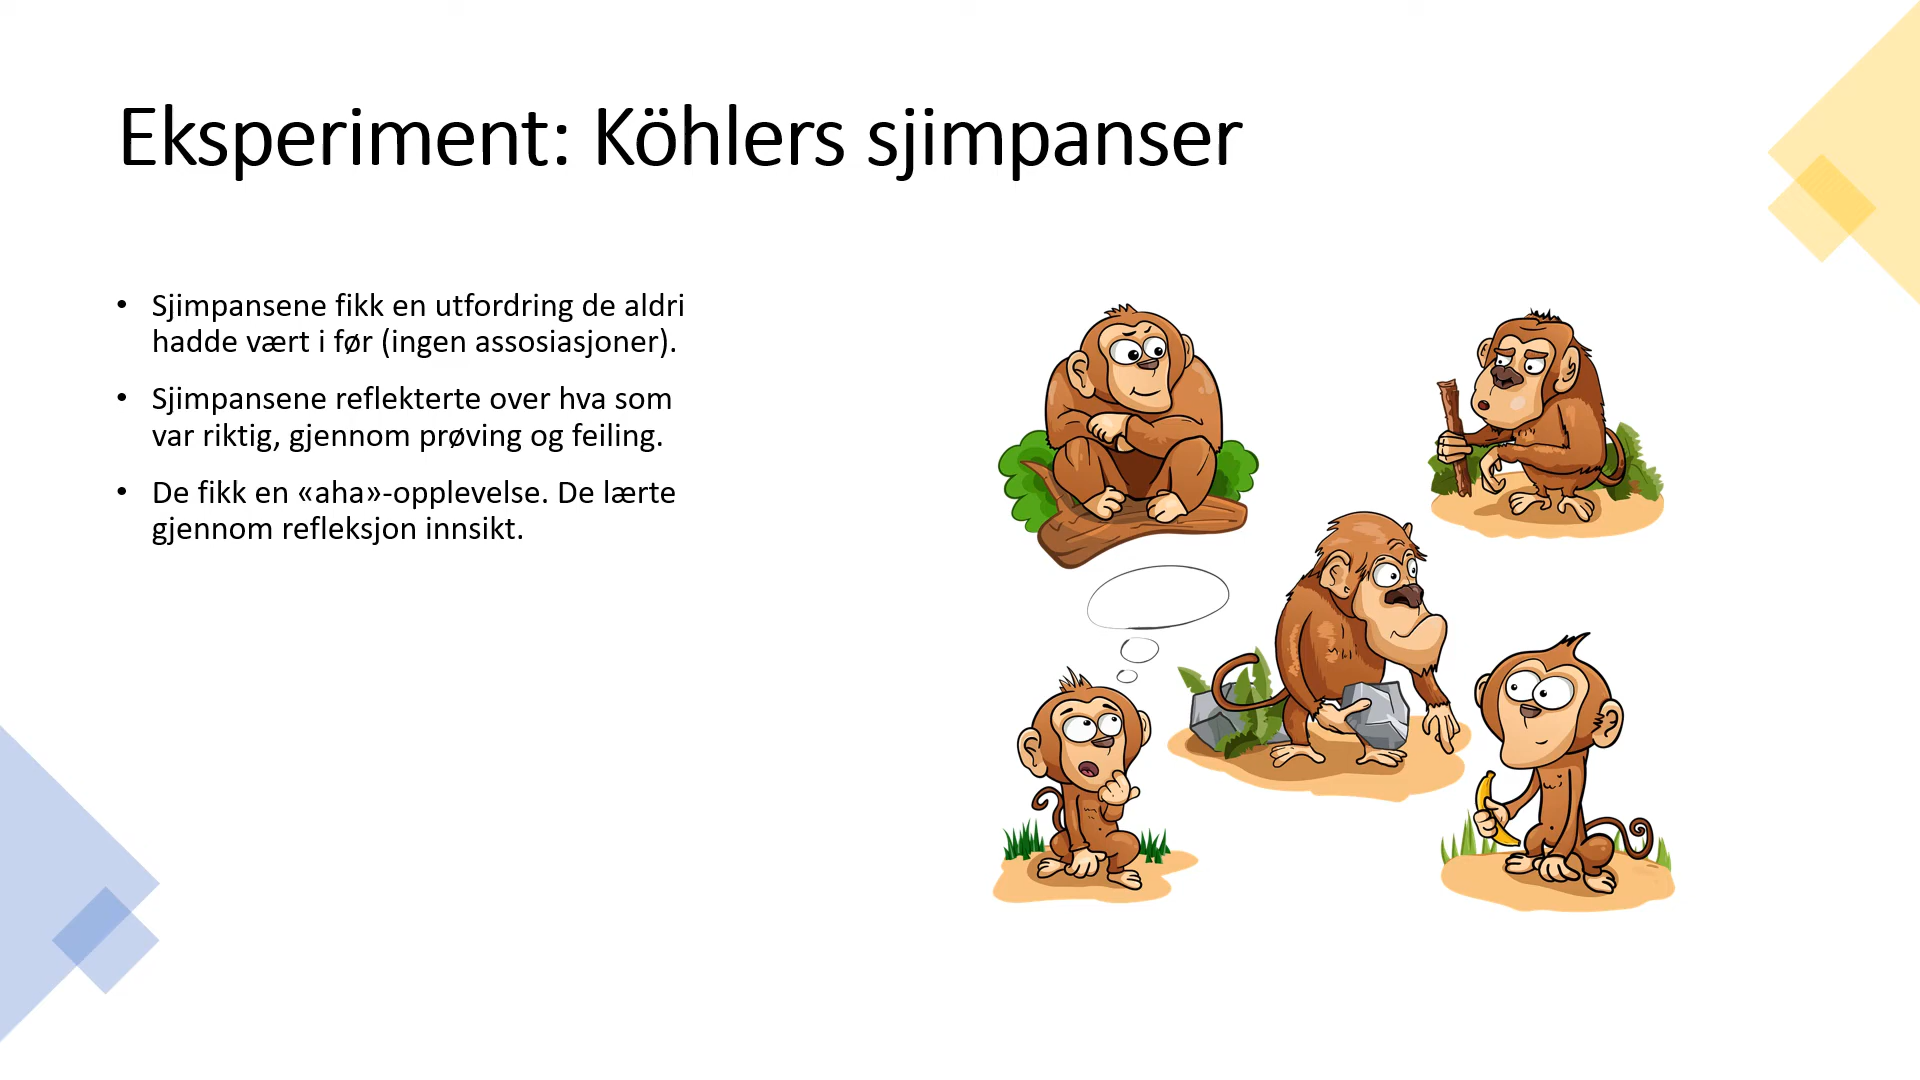 Eksperiment: Köhlers sjimpanser
• Sjimpansene fikk en utfordring de aldri
hadde vært i før (ingen assosiasjoner).
• Sjimpansene reflekterte over hva som
var riktig, gjennom prøving og feiling.
• De fikk en «aha»-opplevelse. De lærte
gjennom refleksjon innsikt.